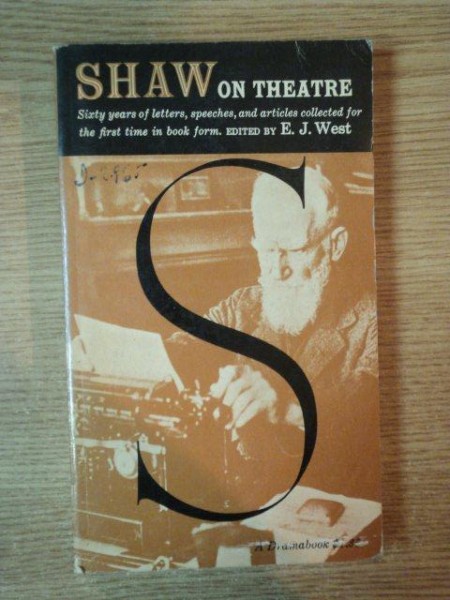 SHAW ON THEATRE
Sixty years of letters, speeches, and articles collected for
the first time in book form. EDITED BY E. J. West
S
A Dramabook